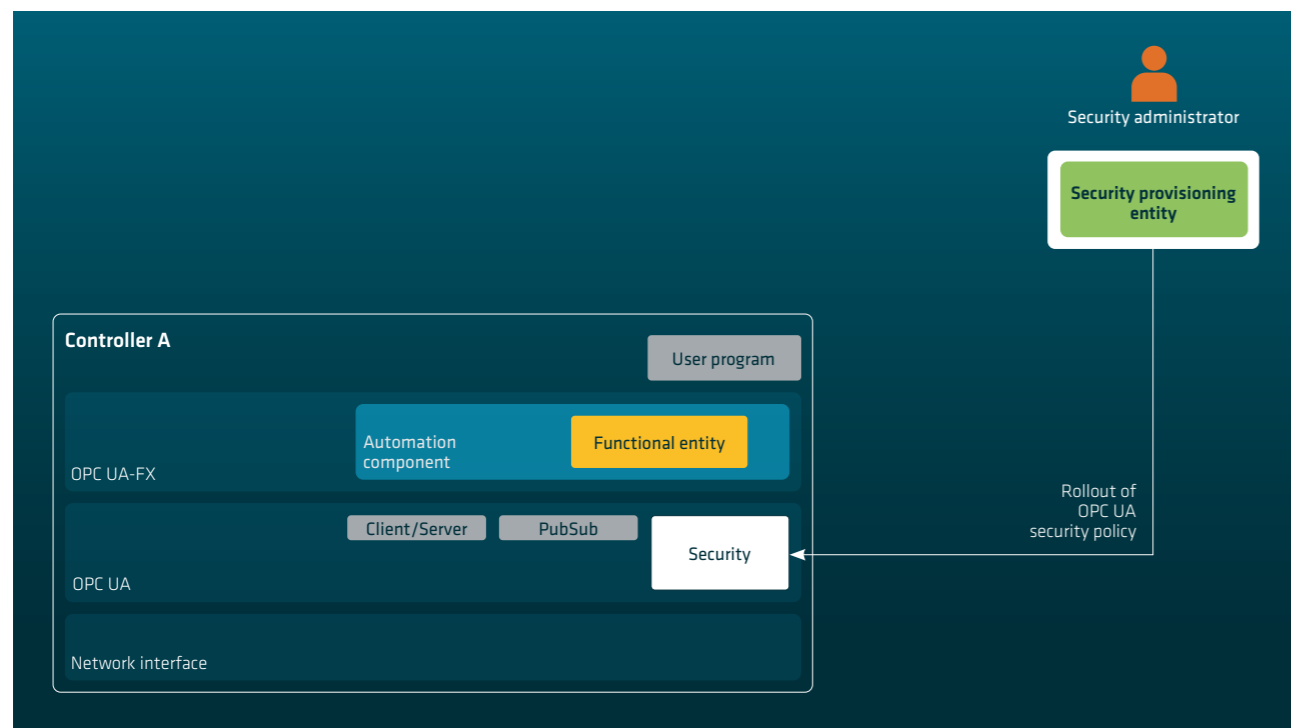 Security administrator
Security provisioning
entity
Controller A
User program
Automation
component
Functional entity
OPC UA-FX
Rollout of
OPC UA
security policy
Client/Server
PubSub
Security
OPC UA
Network interface